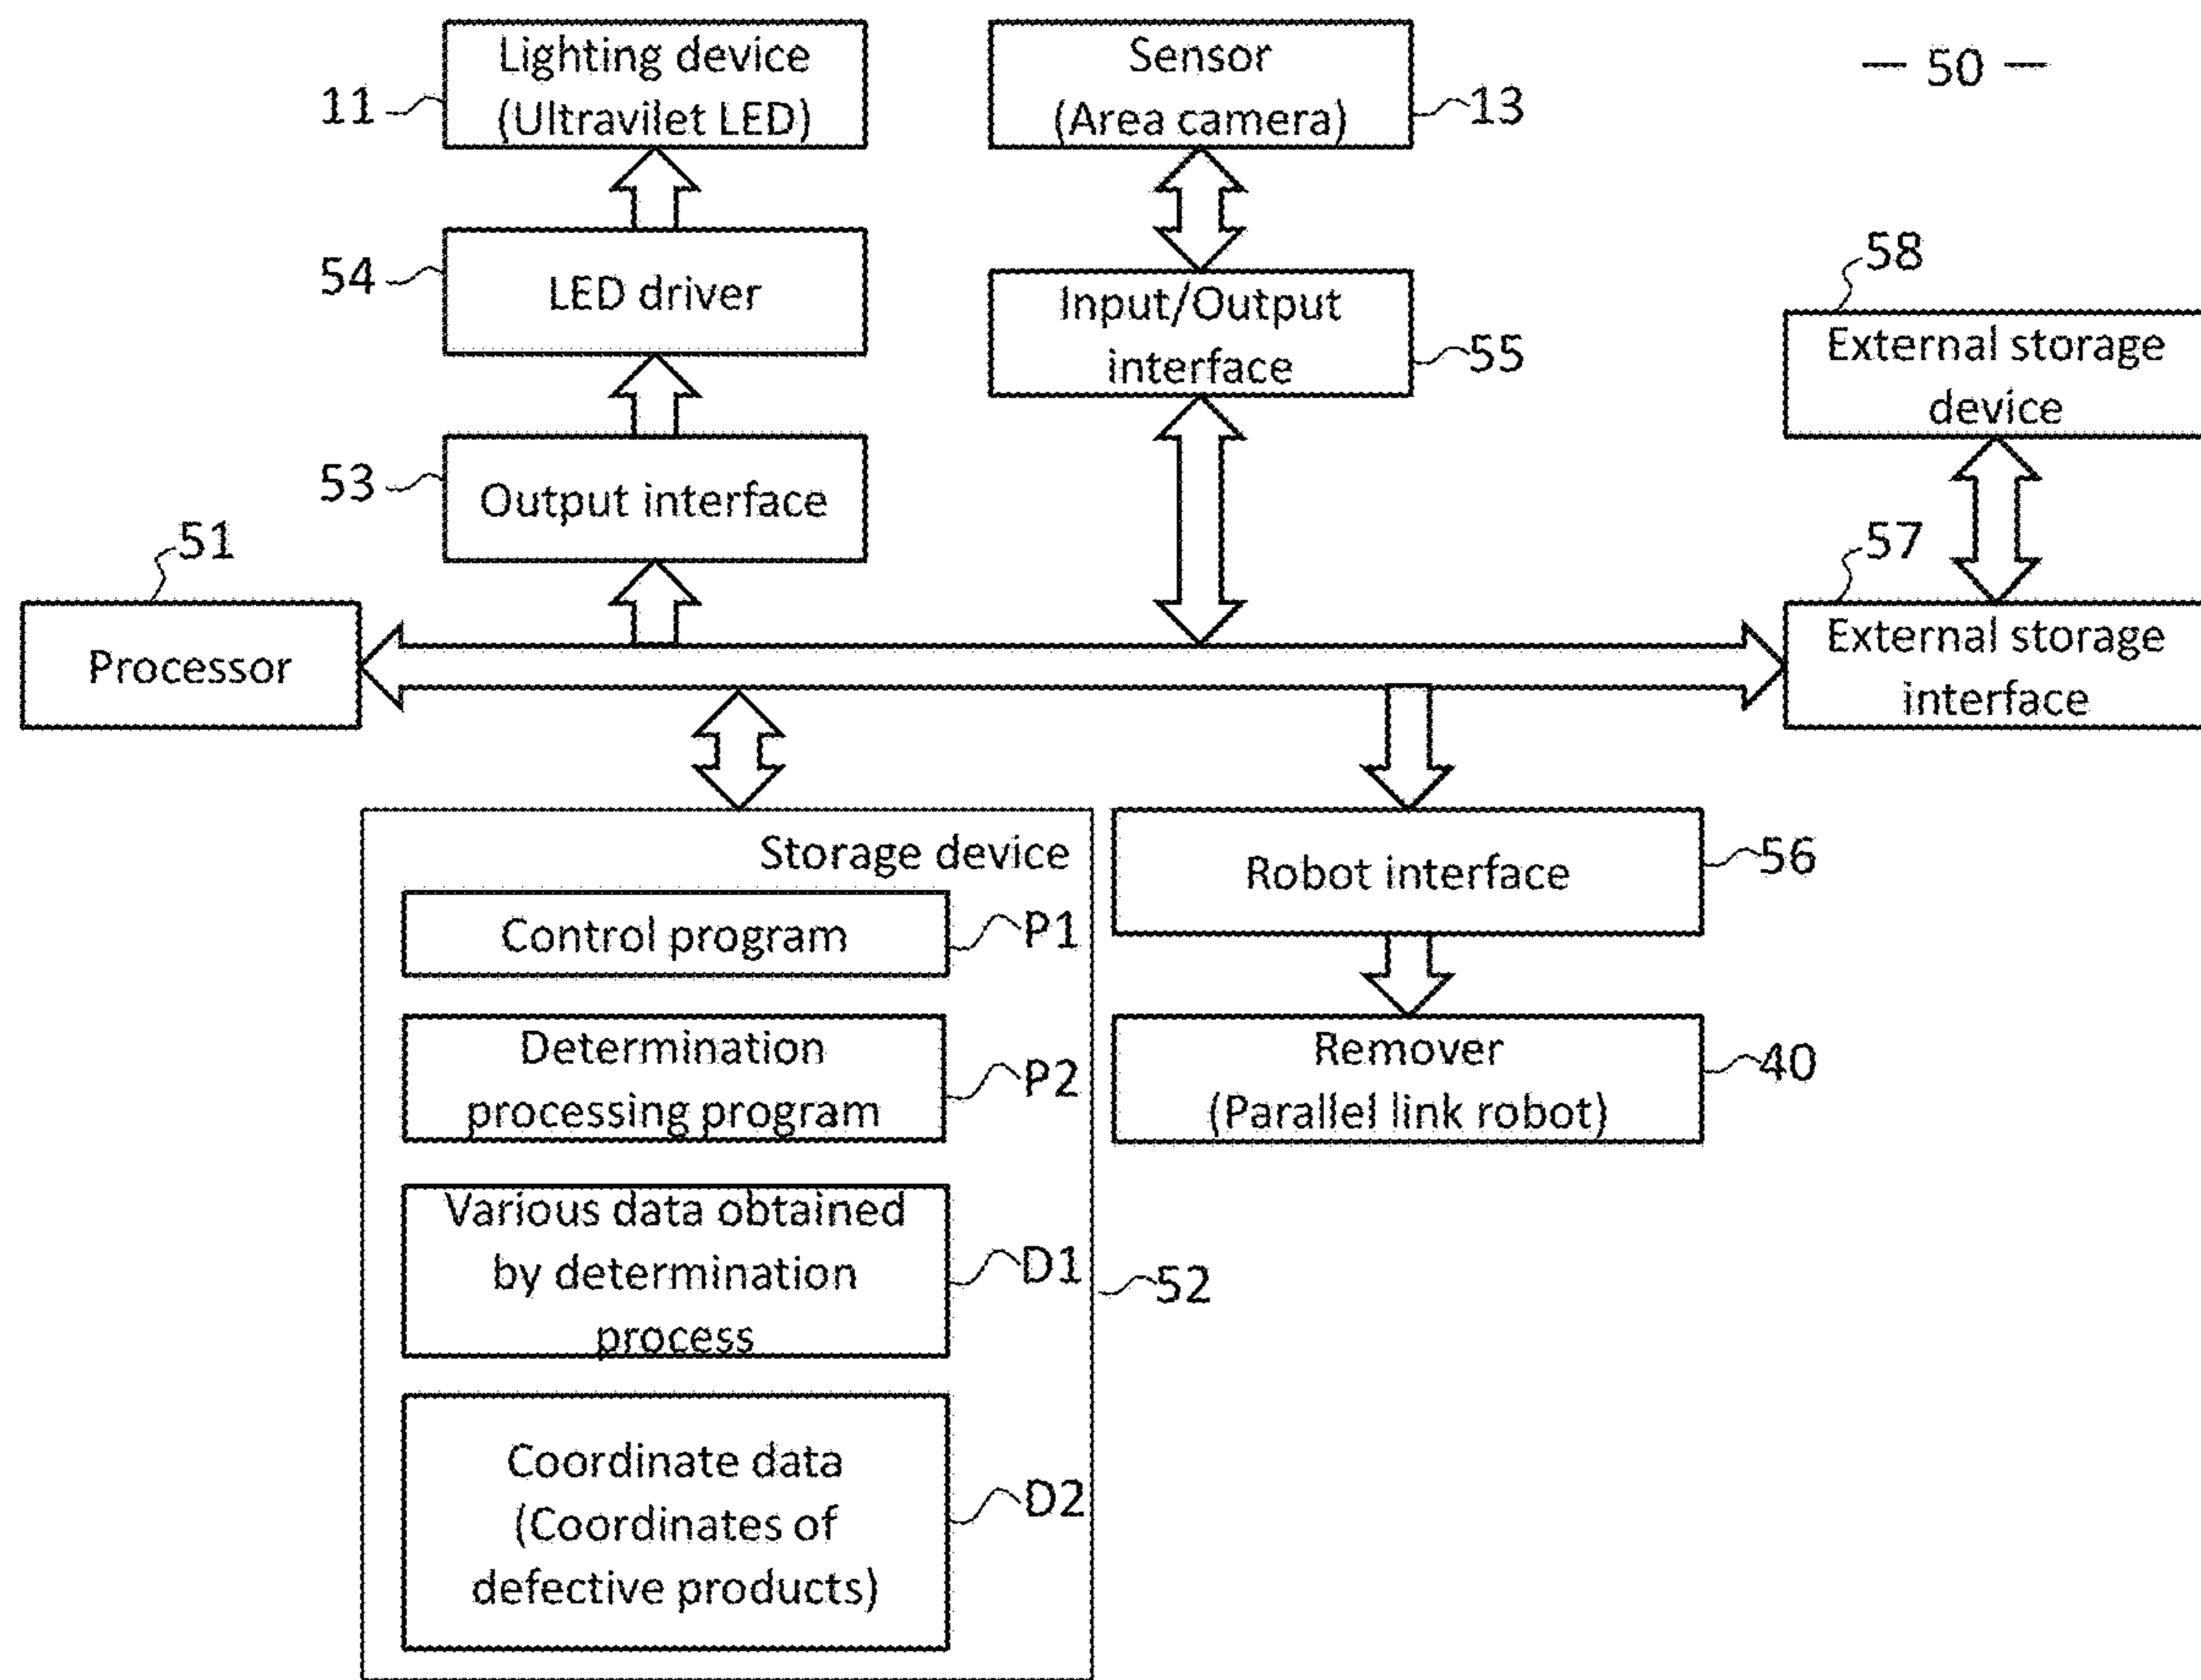 Lighting device
(Ultravilet LED)
11
Sensor
(Area camera)
13
— 50 —
LED driver
54
Input/Output
interface
55
58
External storage
device
Output interface
53
51
Processor
57
External storage
interface
Storage device
Control program
P1
Determination
processing program
P2
Various data obtained
by determination
process
D1
52
Coordinate data
(Coordinates of
defective products)
D2
Robot interface
56
Remover
(Parallel link robot)
40